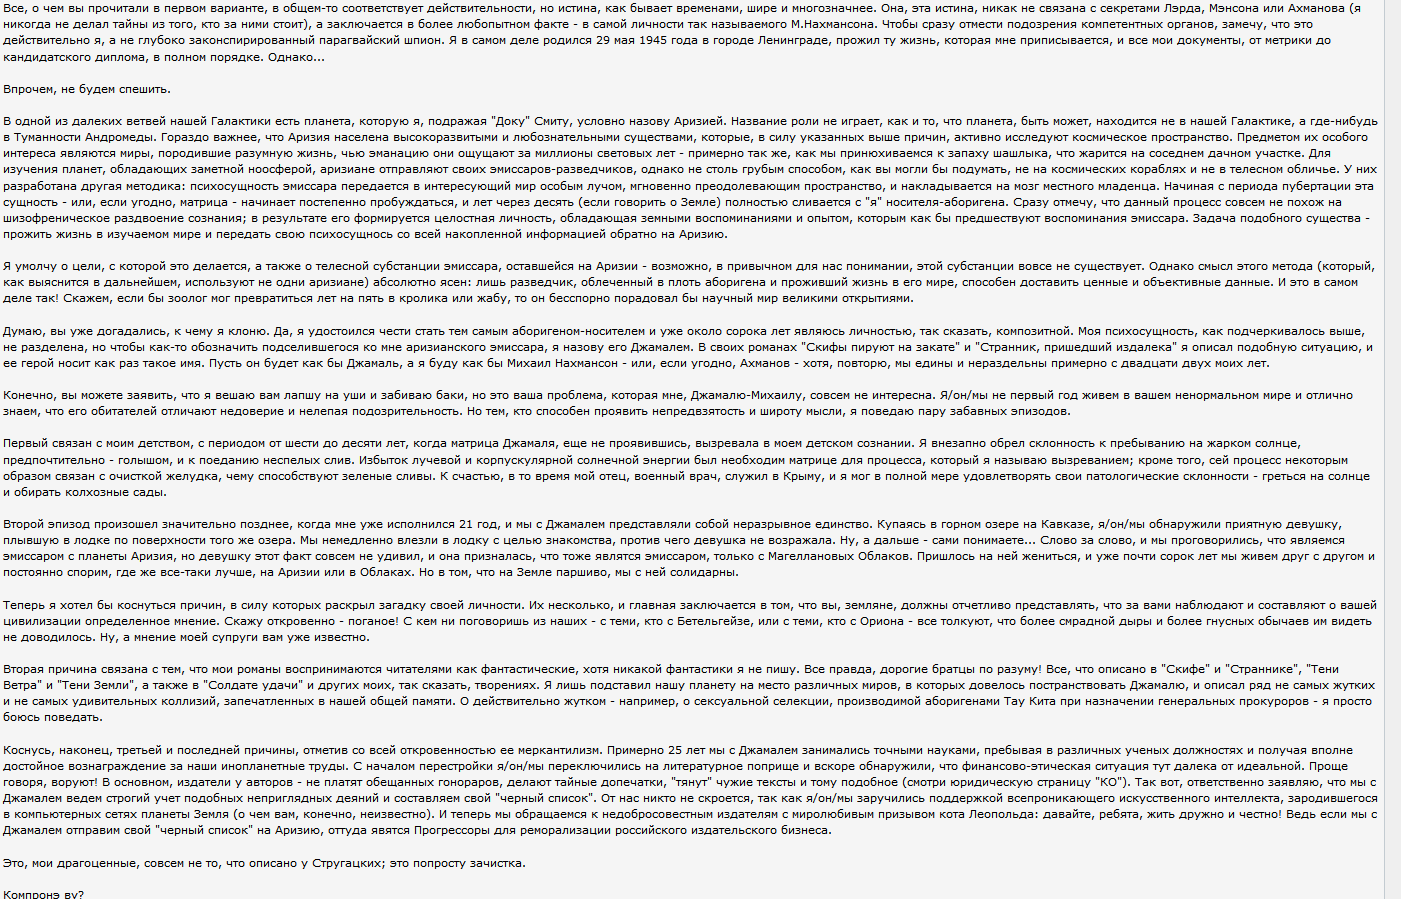 Все, о чем вы прочитали в первом варианте, в общем-то соответствует действительности, но истина, как бывает временами, шире и многозначнее. Она, эта истина, никак не связана с секретами Лэрда, Мэнсона или Ахманова (я
никогда не делал тайны из того, кто за ними стоит), а заключается в более любопытном факте - в самой личности так называемого М.Нахмансона. Чтобы сразу отмести подозрения компетентных органов, замечу, что это
действительно я, а не глубоко законспирированный парагвайский шпион. Я в самом деле родился 29 мая 1945 года в городе Ленинграде, прожил ту жизнь, которая мне приписывается, и все мои документы, от метрики до
кандидатского диплома, в полном порядке. Однако...
Впрочем, не будем спешить.
В одной из далеких ветвей нашей Галактики есть планета, которую я, подражая "Доку" Смиту, условно назову Аризией. Название роли не играет, как и то, что планета, быть может, находится не в нашей Галактике, а где-нибудь
в Туманности Андромеды. Гораздо важнее, что Аризия населена высокоразвитыми и любознательными существами, которые, в силу указанных выше причин, активно исследуют космическое пространство. Предметом их особого
интереса являются миры, породившие разумную жизнь, чью эманацию они ощущают за миллионы световых лет - примерно так же, как мы принюхиваемся к запаху шашлыка, что жарится на соседнем дачном участке. Для
изучения планет, обладающих заметной ноосферой, аризиане отправляют своих эмиссаров-разведчиков, однако не столь грубым способом, как вы могли бы подумать, не на космических кораблях и не в телесном обличье. У них
разработана другая методика: психосущность эмиссара передается в интересующий мир особым лучом, мгновенно преодолевающим пространство, и накладывается на мозг местного младенца. Начиная с периода пубертации эта
сущность - или, если угодно, матрица - начинает постепенно пробуждаться, и лет через десять (если говорить о Земле) полностью сливается с "я" носителя-аборигена. Сразу отмечу, что данный процесс совсем не похож на
шизофреническое раздвоение сознания; в результате его формируется целостная личность, обладающая земными воспоминаниями и опытом, которым как бы предшествуют воспоминания эмиссара. Задача подобного существа -
прожить жизнь в изучаемом мире и передать свою психосущнось со всей накопленной информацией обратно на Аризию.
Я умолчу о цели, с которой это делается, а также о телесной субстанции эмиссара, оставшейся на Аризии - возможно, в привычном для нас понимании, этой субстанции вовсе не существует. Однако смысл этого метода (который,
как выяснится в дальнейшем, используют не одни аризиане) абсолютно ясен: лишь разведчик, облеченный в плоть аборигена и проживший жизнь в его мире, способен доставить ценные и объективные данные. И это в самом
деле так! Скажем, если бы зоолог мог превратиться лет на пять в кролика или жабу, то он бесспорно порадовал бы научный мир великими открытиями.
Думаю, вы уже догадались, к чему я клоню. Да, я удостоился чести стать тем самым аборигеном-носителем и уже около сорока лет являюсь личностью, так сказать, композитной. Моя психосущность, как подчеркивалось выше,
не разделена, но чтобы как-то обозначить подселившегося ко мне аризианского эмиссара, я назову его Джамалем. В своих романах "Скифы пируют на закате" и "Странник, пришедший издалека" я описал подобную ситуацию, и
ее герой носит как раз такое имя. Пусть он будет как бы Джамаль, а я буду как бы Михаил Нахмансон - или, если угодно, Ахманов - хотя, повторю, мы едины и нераздельны примерно с двадцати двух моих лет.
Конечно, вы можете заявить, что я вешаю вам лапшу на уши и забиваю баки, но это ваша проблема, которая мне, Джамалю-Михаилу, совсем не интересна. Я/он/мы не первый год живем в вашем ненормальном мире и отлично
знаем, что его обитателей отличают недоверие и нелепая подозрительность. Но тем, кто способен проявить непредвзятость и широту мысли, я поведаю пару забавных эпизодов.
Первый связан с моим детством, с периодом от шести до десяти лет, когда матрица Джамаля, еще не проявившись, вызревала в моем детском сознании. Я внезапно обрел склонность к пребыванию на жарком солнце,
предпочтительно - голышом, и к поеданию неспелых слив. Избыток лучевой и корпускулярной солнечной энергии был необходим матрице для процесса, который я называю вызреванием; кроме того, сей процесс некоторым
образом связан с очисткой желудка, чему способствуют зеленые сливы. К счастью, в то время мой отец, военный врач, служил в Крыму, и я мог в полной мере удовлетворять свои патологические склонности - греться на солнце
и обирать колхозные сады.
Второй эпизод произошел значительно позднее, когда мне уже исполнился 21 год, и мы с Джамалем представляли собой неразрывное единство. Купаясь в горном озере на Кавказе, я/он/мы обнаружили приятную девушку,
плывшую в лодке по поверхности того же озера. Мы немедленно влезли в лодку с целью знакомства, против чего девушка не возражала. Ну, а дальше - сами понимаете... Слово за слово, и мы проговорились, что являемся
эмиссаром с планеты Аризия, но девушку этот факт совсем не удивил, и она призналась, что тоже являтся эмиссаром, только с Магеллановых Облаков. Пришлось на ней жениться, и уже почти сорок лет мы живем друг с другом и
постоянно спорим, где же все-таки лучше, на Аризии или в Облаках. Но в том, что на Земле паршиво, мы с ней солидарны.
Теперь я хотел бы коснуться причин, в силу которых раскрыл загадку своей личности. Их несколько, и главная заключается в том, что вы, земляне, должны отчетливо представлять, что за вами наблюдают и составляют о вашей
цивилизации определенное мнение. Скажу откровенно - поганое! С кем ни поговоришь из наших - с теми, кто с Бетельгейзе, или с теми, кто с Ориона - все толкуют, что более смрадной дыры и более гнусных обычаев им видеть
не доводилось. Ну, а мнение моей супруги вам уже известно.
Вторая причина связана с тем, что мои романы воспринимаются читателями как фантастические, хотя никакой фантастики я не пишу. Все правда, дорогие братцы по разуму! Все, что описано в "Скифе" и "Страннике", "Тени
Ветра" и "Тени Земли", а также в "Солдате удачи" и других моих, так сказать, творениях. Я лишь подставил нашу планету на место различных миров, в которых довелось постранствовать Джамалю, и описал ряд не самых жутких
и не самых удивительных коллизий, запечатленных в нашей общей памяти. О действительно жутком - например, о сексуальной селекции, производимой аборигенами Тау Кита при назначении генеральных прокуроров - я просто
боюсь поведать.
Коснусь, наконец, третьей и последней причины, отметив со всей откровенностью ее меркантилизм. Примерно 25 лет мы с Джамалем занимались точными науками, пребывая в различных ученых должностях и получая вполне
достойное вознаграждение за наши инопланетные труды. С началом перестройки я/он/мы переключились на литературное поприще и вскоре обнаружили, что финансово-этическая ситуация тут далека от идеальной. Проще
говоря, воруют! В основном, издатели у авторов - не платят обещанных гонораров, делают тайные допечатки, "тянут" чужие тексты и тому подобное (смотри юридическую страницу "КО"). Так вот, ответственно заявляю, что мы с
Джамалем ведем строгий учет подобных неприглядных деяний и составляем свой "черный список". От нас никто не скроется, так как я/он/мы заручились поддержкой всепроникающего искусственного интеллекта, зародившегося
в компьютерных сетях планеты Земля (о чем вам, конечно, неизвестно). И теперь мы обращаемся к недобросовестным издателям с миролюбивым призывом кота Леопольда: давайте, ребята, жить дружно и честно! Ведь если мы с
Джамалем отправим свой "черный список" на Аризию, оттуда явятся Прогрессоры для реморализации российского издательского бизнеса.
Это, мои драгоценные, совсем не то, что описано у Стругацких; это попросту зачистка.
Компронэ ву?